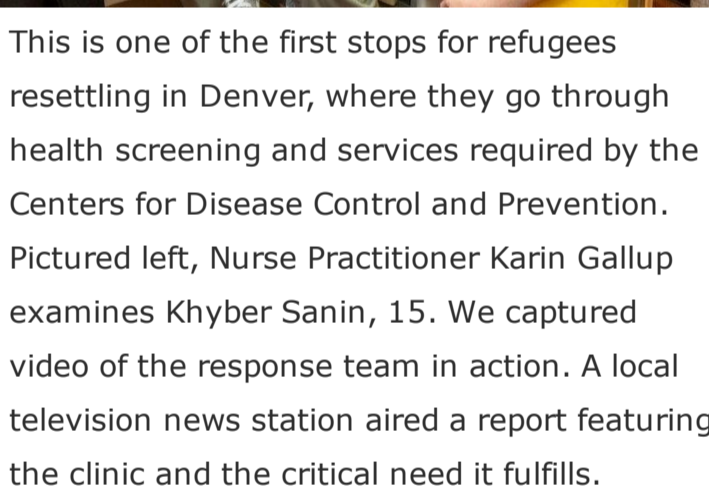 This is one of the first stops for refugees
resettling in Denver, where they go through
health screening and services required by the
Centers for Disease Control and Prevention.
Pictured left, Nurse Practitioner Karin Gallup
examines Khyber Sanin, 15. We captured
video of the response team in action. A local
television news station aired a report featuring
the clinic and the critical need it fulfills.